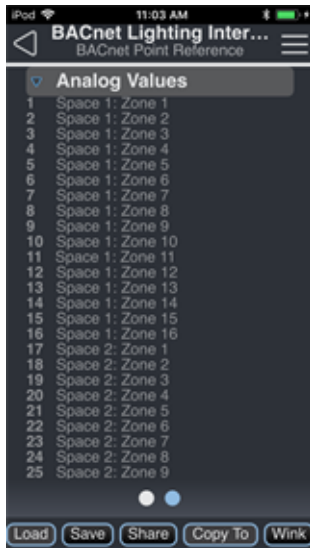 iPod 11:03 AM
BACnet Lighting Inter...
BACnet Point Reference
Analog Values
1 Space 1: Zone 1
2 Space 1: Zone 2
3 Space 1: Zone 3
4 Space 1: Zone 4
5 Space 1: Zone 5
6 Space 1: Zone 6
7 Space 1: Zone 7
8 Space 1: Zone 8
9 Space 1: Zone 9
10 Space 1: Zone 10
11 Space 1: Zone 11
12 Space 1: Zone 12
13 Space 1: Zone 13
14 Space 1: Zone 14
15 Space 1: Zone 15
16 Space 1: Zone 16
17 Space 2: Zone 1
18 Space 2: Zone 2
19 Space 2: Zone 3
20 Space 2: Zone 4
21 Space 2: Zone 5
22 Space 2: Zone 6
23 Space 2: Zone 7
24 Space 2: Zone 8
25 Space 2: Zone 9
Load Save Share Copy To Wink